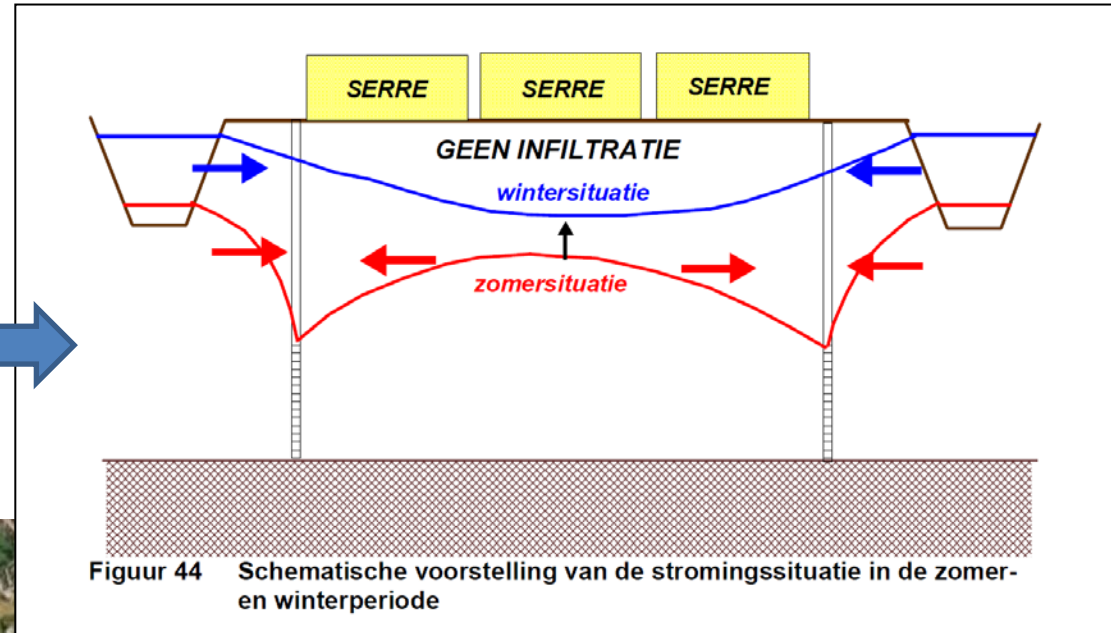 SERRE SERRE SERRE
GEEN INFILTRATIE
wintersituatie
zomersituatie
Figuur 44 Schematische voorstelling van de stromingssituatie in de zomer-
en winterperiode